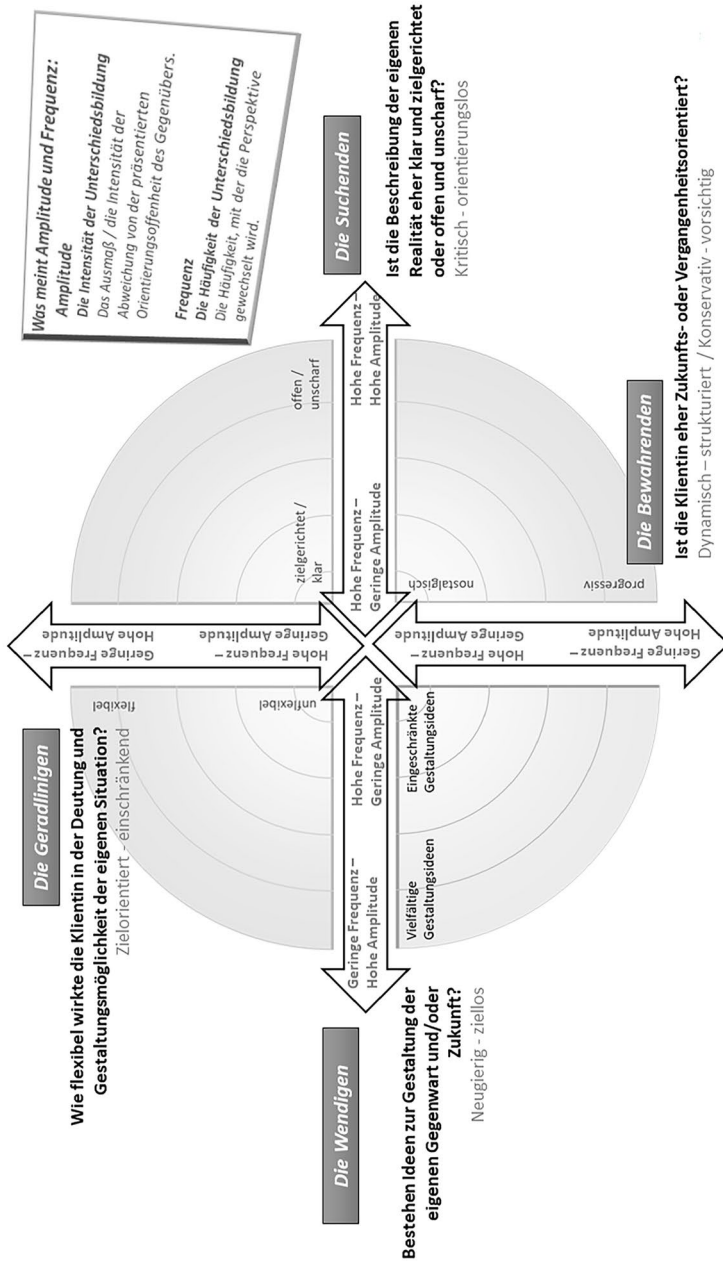 Was meint Amplitude und Frequenz:
Amplitude
Die Intensität der Unterschiedsbildung
Das Ausmaß / die Intensität der
Abweichung von der präsentierten
Orientierungsoffenheit des Gegenübers.
Frequenz
Die Häufigkeit der Unterschiedsbildung
Die Häufigkeit, mit der die Perspektive
gewechselt wird.
Die Geradlinigen
Wie flexibel wirkte die Klientin in der Deutung und
Gestaltungsmöglichkeit der eigenen Situation?
Zielorientiert - einschränkend
Die Suchenden
Ist die Beschreibung der eigenen
Realität eher klar und zielgerichtet
oder offen und unscharf?
Kritisch - orientierungslos
Die Wendigen
Bestehen Ideen zur Gestaltung der
eigenen Gegenwart und/oder
Zukunft?
Neugierig - ziellos
Die Bewahrenden
Ist die Klientin eher Zukunfts- oder Vergangenheitsorientiert?
Dynamisch – strukturiert / Konservativ - vorsichtig
Geringe Frequenz –
Hohe Amplitude
Hohe Frequenz –
Geringe Amplitude
flexibel
unflexibel
zielgerichtet /
klar
offen /
unscharf
Geringe Frequenz –
Hohe Amplitude
Hohe Frequenz –
Geringe Amplitude
Hohe Frequenz –
Geringe Amplitude
Hohe Frequenz –
Hohe Amplitude
Vielfältige
Gestaltungsideen
Eingeschränkte
Gestaltungsideen
nostalgisch
progressiv
Hohe Frequenz –
Geringe Amplitude
Geringe Frequenz –
Hohe Amplitude